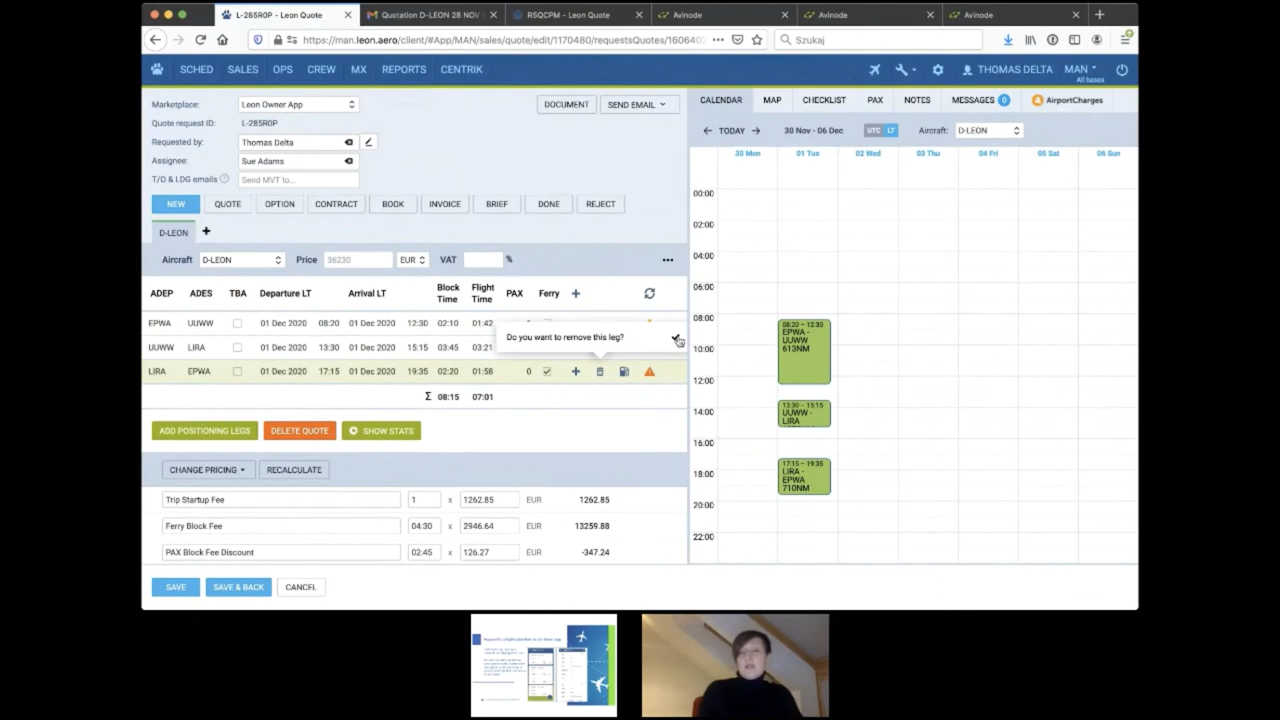 L-285R0P - Leon Quote
Quotation D-LEON 28 NOV
RSQCPM - Leon Quote
Avinode
Avinode
Avinode
https://man.leon.aero/client/#App/MAN/sales/quote/edit/1170480/requestsQuotes/160640
Szukaj
SCHED SALES OPS CREW MX REPORTS CENTRIK
THOMAS DELTA MAN
All bases
Marketplace: Leon Owner App DOCUMENT SEND EMAIL
Quote request ID: L-285R0P
Requested by: Thomas Delta
Assignee: Sue Adams
T/O & LDG emails Send MVT to...
NEW QUOTE OPTION CONTRACT BOOK INVOICE BRIEF DONE REJECT
D-LEON +
Aircraft D-LEON Price 36230 EUR VAT %
ADEP ADES TBA Departure LT Arrival LT Block Time Flight Time PAX Ferry
EPWA UUWW 01 Dec 2020 08:20 01 Dec 2020 12:30 02:10 01:42
Do you want to remove this leg?
UUWW LIRA 01 Dec 2020 13:30 01 Dec 2020 15:15 03:45 03:21
LIRA EPWA 01 Dec 2020 17:15 01 Dec 2020 19:35 02:20 01:58 0
Σ 08:15 07:01
ADD POSITIONING LEGS DELETE QUOTE SHOW STATS
CHANGE PRICING RECALCULATE
Trip Startup Fee 1 x 1262.85 EUR 1262.85
Ferry Block Fee 04:30 x 2946.64 EUR 13259.88
PAX Block Fee Discount 02:45 x 126.27 EUR -347.24
SAVE SAVE & BACK CANCEL
CALENDAR MAP CHECKLIST PAX NOTES MESSAGES 0 AirportCharges
TODAY 30 Nov - 06 Dec UTC LT Aircraft: D-LEON
30 Mon 01 Tue 02 Wed 03 Thu 04 Fri 05 Sat 06 Sun
00:00
02:00
04:00
06:00
08:00
10:00
12:00
14:00
16:00
18:00
20:00
22:00
08:20 - 12:30
EPWA -
UUWW
613NM
13:30 - 15:15
UUWW -
LIRA
17:15 - 19:35
LIRA -
EPWA
710NM